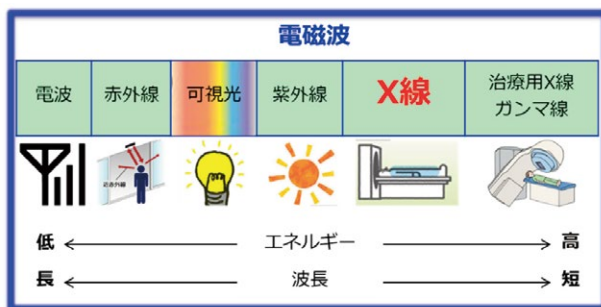 電磁波
電波 赤外線 可視光 紫外線 X線 治療用X線
ガンマ線
低 エネルギー 高
長 波長 短